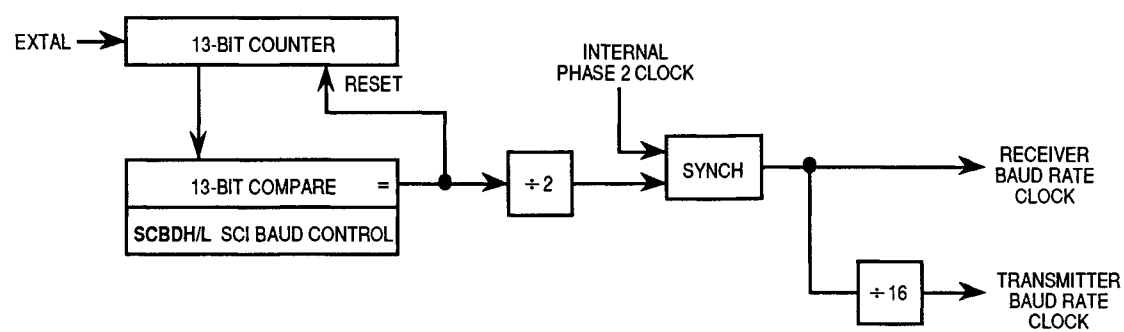 EXTAL
13-BIT COUNTER
RESET
INTERNAL
PHASE 2 CLOCK
13-BIT COMPARE =
SCBDH/L SCI BAUD CONTROL
÷ 2
SYNCH
RECEIVER
BAUD RATE
CLOCK
÷ 16
TRANSMITTER
BAUD RATE
CLOCK